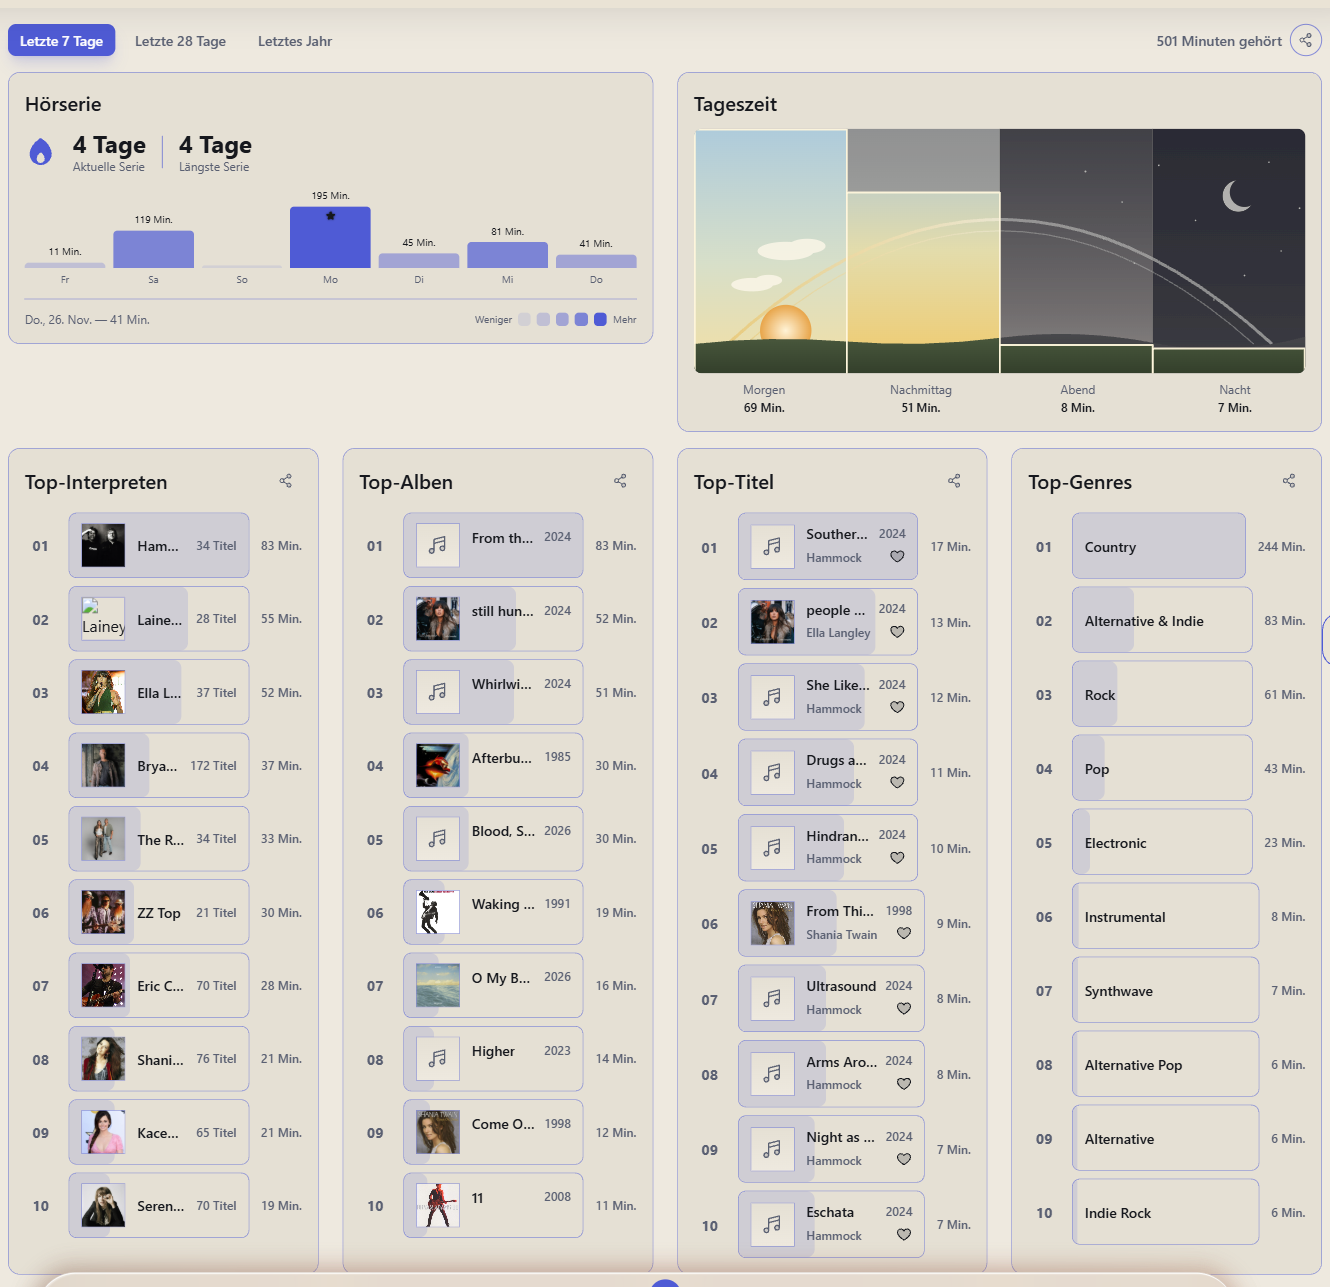 Letzte 7 Tage
Letzte 28 Tage
Letztes Jahr
501 Minuten gehört
Hörserie
4 Tage
Aktuelle Serie
4 Tage
Längste Serie
11 Min.
119 Min.
195 Min.
45 Min.
81 Min.
41 Min.
Fr
Sa
So
Mo
Di
Mi
Do
Do., 26. Nov. — 41 Min.
Weniger
Mehr
Tageszeit
Morgen
69 Min.
Nachmittag
51 Min.
Abend
8 Min.
Nacht
7 Min.
Top-Interpreten
01 Ham... 34 Titel 83 Min.
02 Lainey Laine... 28 Titel 55 Min.
03 Ella L... 37 Titel 52 Min.
04 Brya... 172 Titel 37 Min.
05 The R... 34 Titel 33 Min.
06 ZZ Top 21 Titel 30 Min.
07 Eric C... 70 Titel 28 Min.
08 Shani... 76 Titel 21 Min.
09 Kace... 65 Titel 21 Min.
10 Seren... 70 Titel 19 Min.
Top-Alben
01 From th... 2024 83 Min.
02 still hun... 2024 52 Min.
03 Whirlwi... 2024 51 Min.
04 Afterbu... 1985 30 Min.
05 Blood, S... 2026 30 Min.
06 Waking ... 1991 19 Min.
07 O My B... 2026 16 Min.
08 Higher 2023 14 Min.
09 SHANIA TWAIN Come O... 1998 12 Min.
10 11 2008 11 Min.
Top-Titel
01 Souther... 2024 17 Min.
Hammock
02 people ... 2024 13 Min.
Ella Langley
03 She Like... 2024 12 Min.
Hammock
04 Drugs a... 2024 11 Min.
Hammock
05 Hindran... 2024 10 Min.
Hammock
06 SHANIA TWAIN From Thi... 1998 9 Min.
Shania Twain
07 Ultrasound 2024 8 Min.
Hammock
08 Arms Aro... 2024 8 Min.
Hammock
09 Night as ... 2024 7 Min.
Hammock
10 Eschata 2024 7 Min.
Hammock
Top-Genres
01 Country 244 Min.
02 Alternative & Indie 83 Min.
03 Rock 61 Min.
04 Pop 43 Min.
05 Electronic 23 Min.
06 Instrumental 8 Min.
07 Synthwave 7 Min.
08 Alternative Pop 6 Min.
09 Alternative 6 Min.
10 Indie Rock 6 Min.